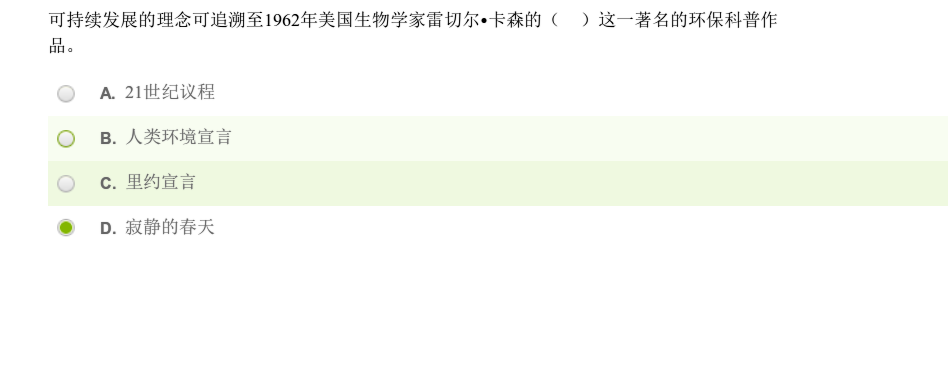 可持续发展的理念可追溯至1962年美国生物学家雷切尔•卡森的（　）这一著名的环保科普作
品。
A. 21世纪议程
B. 人类环境宣言
C. 里约宣言
D. 寂静的春天